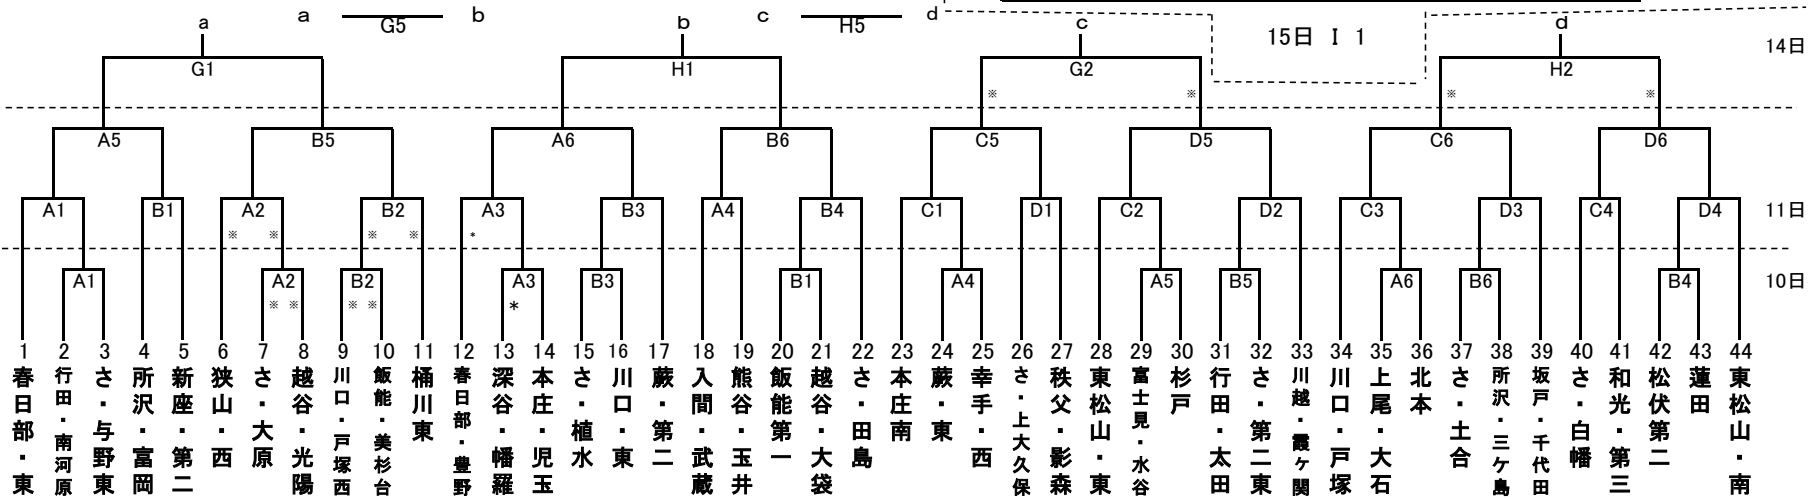 a a G5 b b c H5 d c d
15日 I 1
14日
G1 H1 G2 H2
※ ※ ※ ※
A5 B5 A6 B6 C5 D5 C6 D6
A1 B1 A2 B2 A3 B3 A4 B4 C1 D1 C2 D2 C3 D3 C4 D4
11日
※ ※ ※ ※ *
A1 A2 B2 A3 B3 B1 A4 A5 B5 A6 B6 B4
10日
※ ※ ※ ※ *
1 2 3 4 5 6 7 8 9 10 11 12 13 14 15 16 17 18 19 20 21 22 23 24 25 26 27 28 29 30 31 32 33 34 35 36 37 38 39 40 41 42 43 44
春日部・東
行田・南河原
さ・与野東
所沢・富岡
新座・第二
狭山・西
さ・大原
越谷・光陽
川口・戸塚西
飯能・美杉台
桶川東
春日部・豊野
深谷・幡羅
本庄・児玉
さ・植水
川口・東
蕨・第二
入間・武蔵
熊谷・玉井
飯能第一
越谷・大袋
さ・田島
本庄南
蕨・東
幸手・西
さ・上大久保
秩父・影森
東松山・東
富士見・水谷
杉戸
行田・太田
さ・第二東
川越・霞ヶ関
川口・戸塚
上尾・大石
北本
さ・土合
所沢・三ケ島
坂戸・千代田
さ・白幡
和光・第三
松伏第二
蓮田
東松山・南